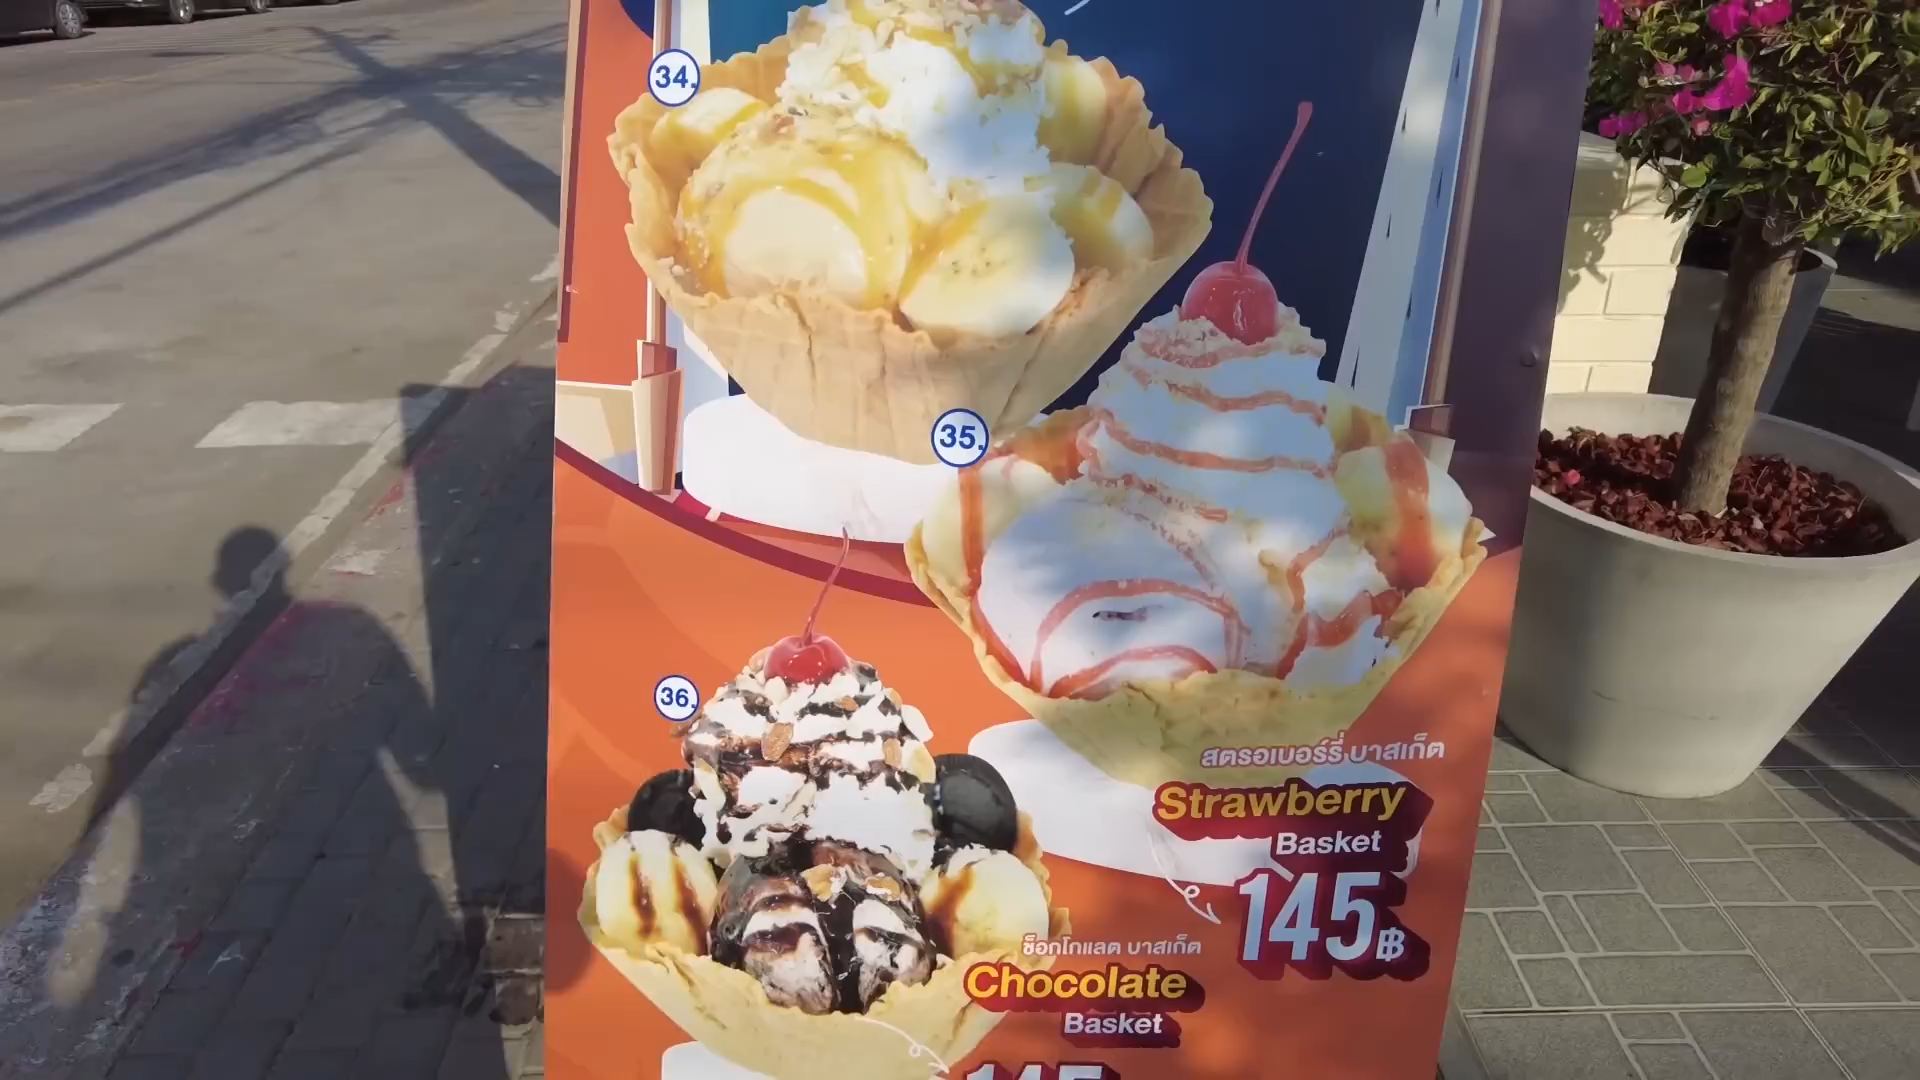 34.
35.
36.
สตรอเบอร์รี่ บาสเก็ต
Strawberry
Basket
145฿
ช็อกโกแลต บาสเก็ต
Chocolate
Basket
145